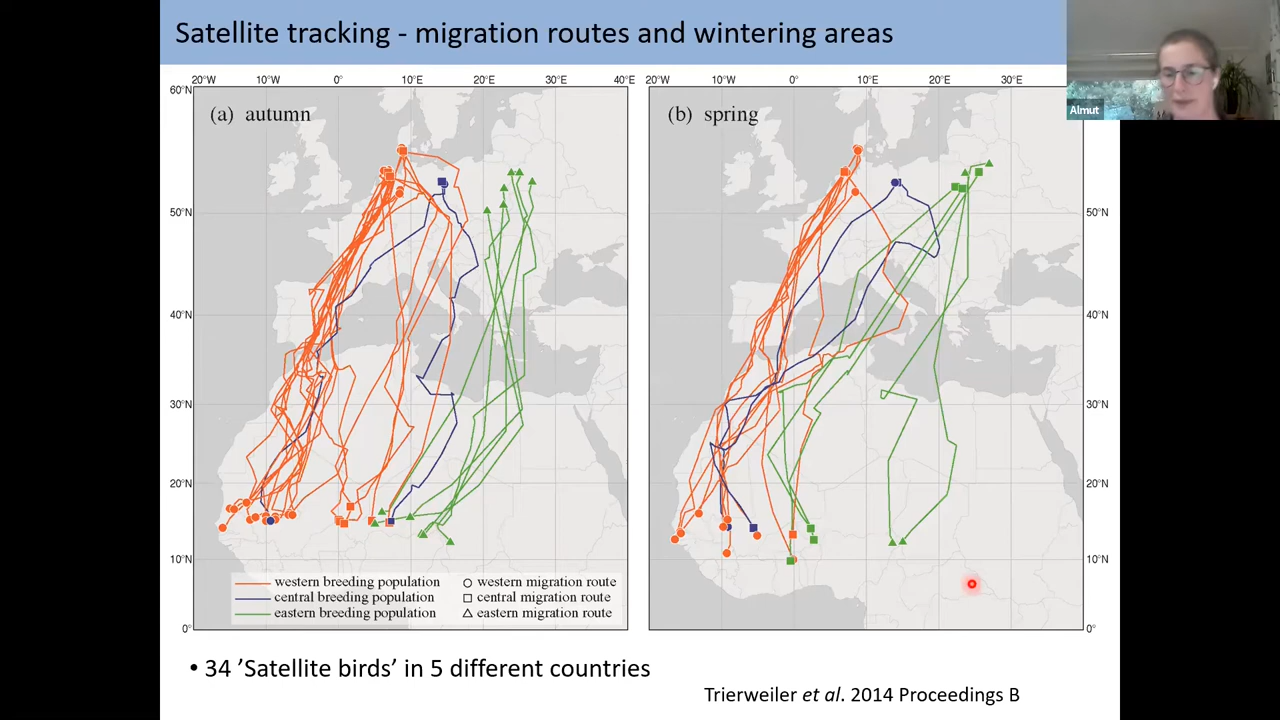 Satellite tracking - migration routes and wintering areas
Almut
20°W 10°W 0° 10°E 20°E 30°E 40°E 20°W 10°W 0° 10°E 20°E 30°E
60°N
(a) autumn
(b) spring
50°N
50°N
40°N
40°N
30°N
30°N
20°N
20°N
10°N
10°N
western breeding population
western migration route
central breeding population
central migration route
eastern breeding population
eastern migration route
0°
0°
• 34 ’Satellite birds’ in 5 different countries
Trierweiler et al. 2014 Proceedings B